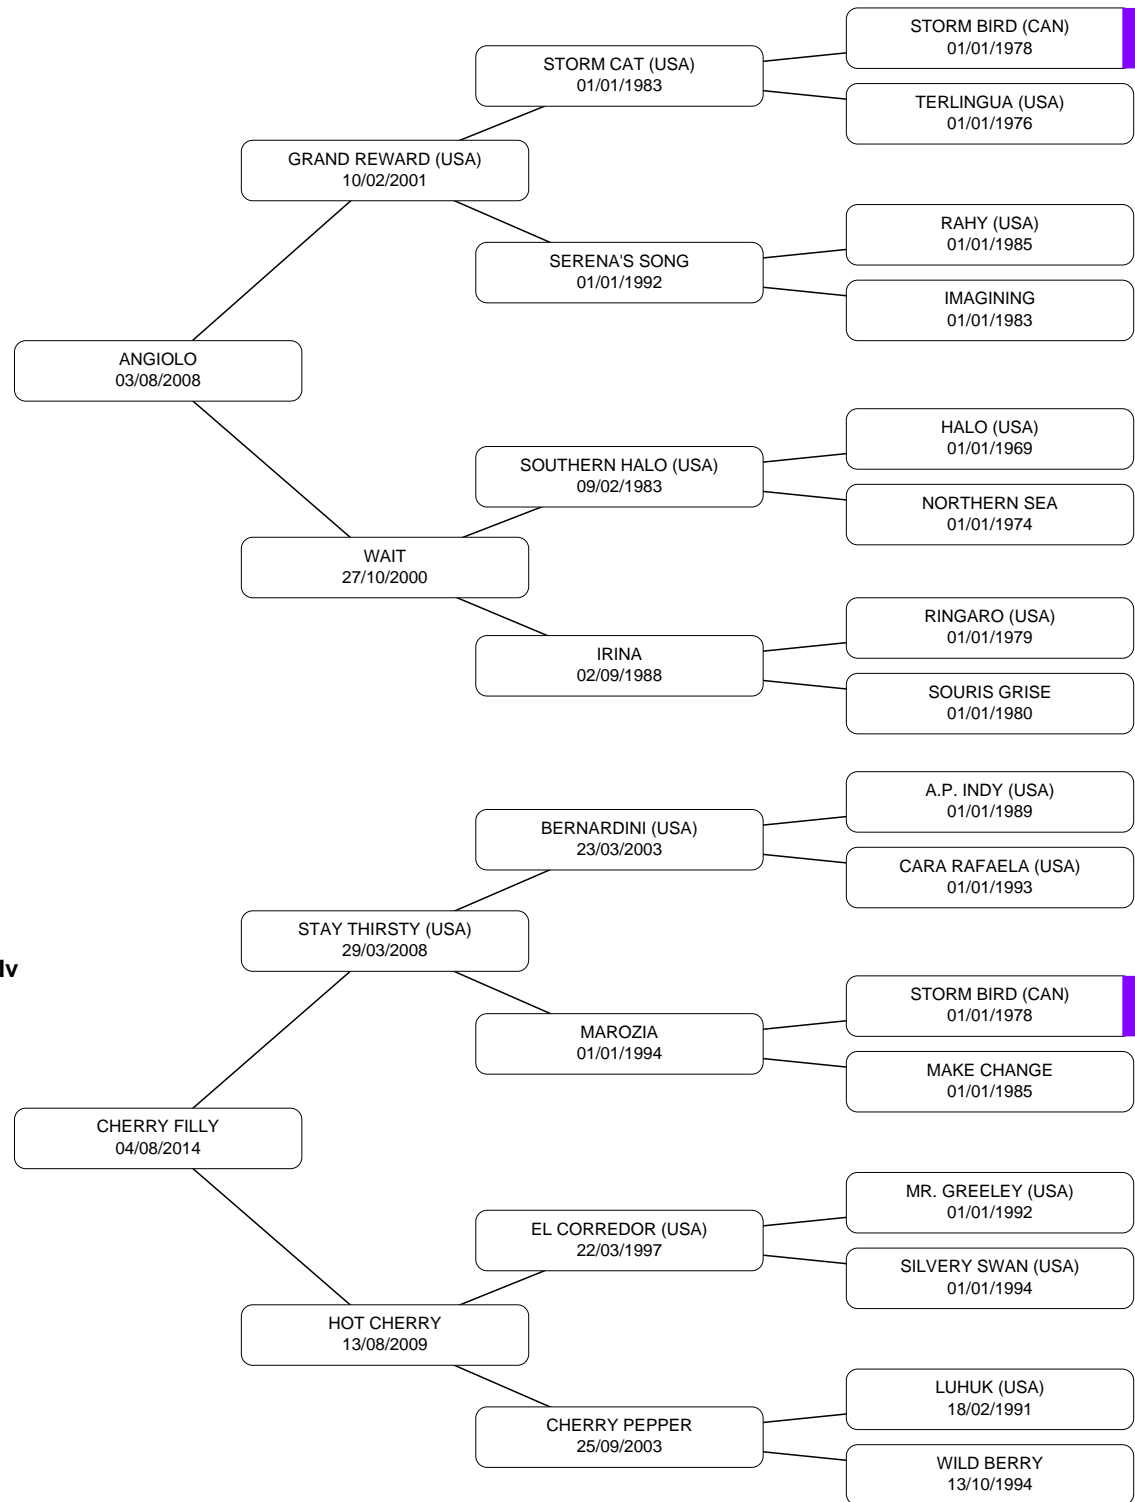 STORM BIRD (CAN)
01/01/1978
STORM CAT (USA)
01/01/1983
TERLINGUA (USA)
01/01/1976
GRAND REWARD (USA)
10/02/2001
RAHY (USA)
01/01/1985
SERENA'S SONG
01/01/1992
IMAGINING
01/01/1983
ANGIOLO
03/08/2008
HALO (USA)
01/01/1969
SOUTHERN HALO (USA)
09/02/1983
NORTHERN SEA
01/01/1974
WAIT
27/10/2000
RINGARO (USA)
01/01/1979
IRINA
02/09/1988
SOURIS GRISE
01/01/1980
A.P. INDY (USA)
01/01/1989
BERNARDINI (USA)
23/03/2003
CARA RAFAELA (USA)
01/01/1993
STAY THIRSTY (USA)
29/03/2008
lv
STORM BIRD (CAN)
01/01/1978
MAROZIA
01/01/1994
MAKE CHANGE
01/01/1985
CHERRY FILLY
04/08/2014
MR. GREELEY (USA)
01/01/1992
EL CORREDOR (USA)
22/03/1997
SILVERY SWAN (USA)
01/01/1994
HOT CHERRY
13/08/2009
LUHUK (USA)
18/02/1991
CHERRY PEPPER
25/09/2003
WILD BERRY
13/10/1994